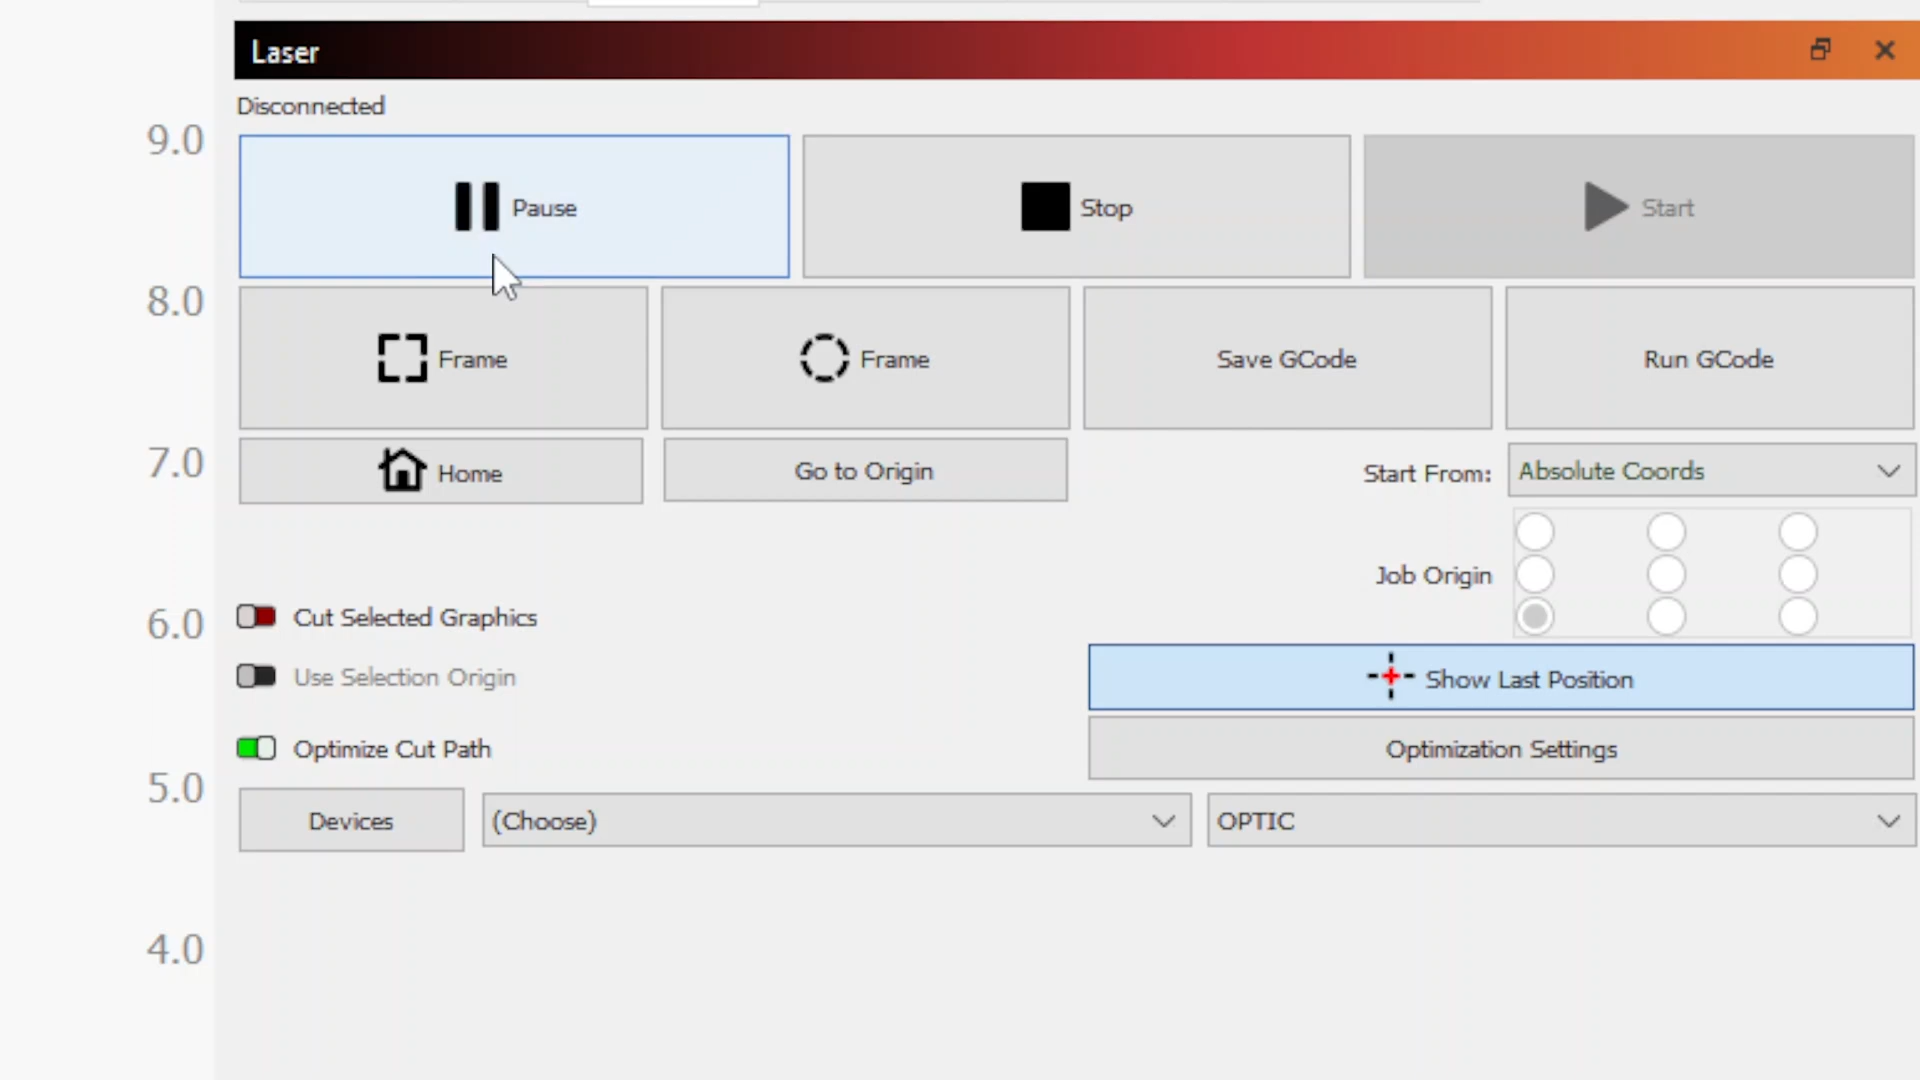 Laser
Disconnected
9.0
Pause
Stop
Start
8.0
Frame
Frame
Save GCode
Run GCode
7.0
Home
Go to Origin
Start From:
Absolute Coords
Job Origin
6.0
Cut Selected Graphics
Use Selection Origin
Show Last Position
Optimize Cut Path
Optimization Settings
5.0
Devices
(Choose)
OPTIC
4.0